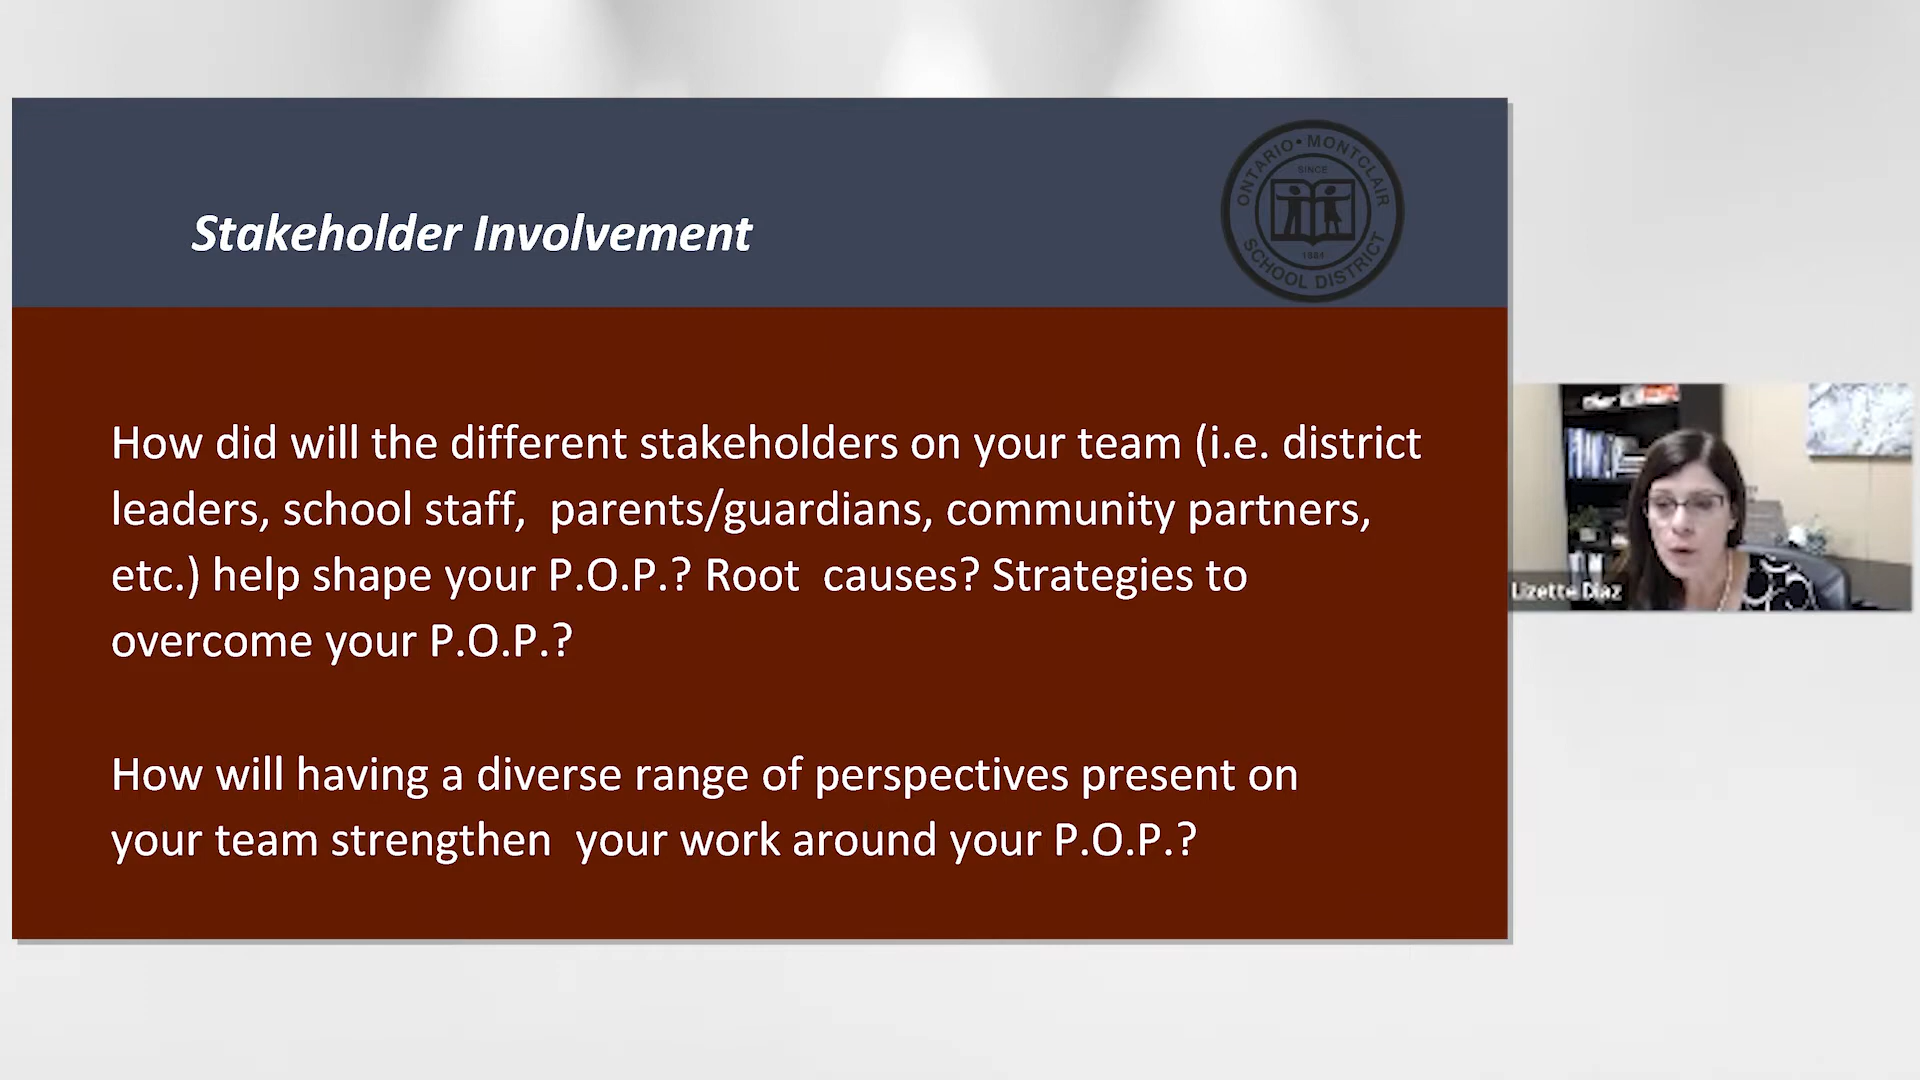 Stakeholder Involvement
ONTARIO • MONTCLAIR
SINCE
1884
SCHOOL DISTRICT
How did will the different stakeholders on your team (i.e. district
leaders, school staff,  parents/guardians, community partners,
etc.) help shape your P.O.P.? Root  causes? Strategies to
overcome your P.O.P.?
How will having a diverse range of perspectives present on
your team strengthen  your work around your P.O.P.?
Lizette Diaz